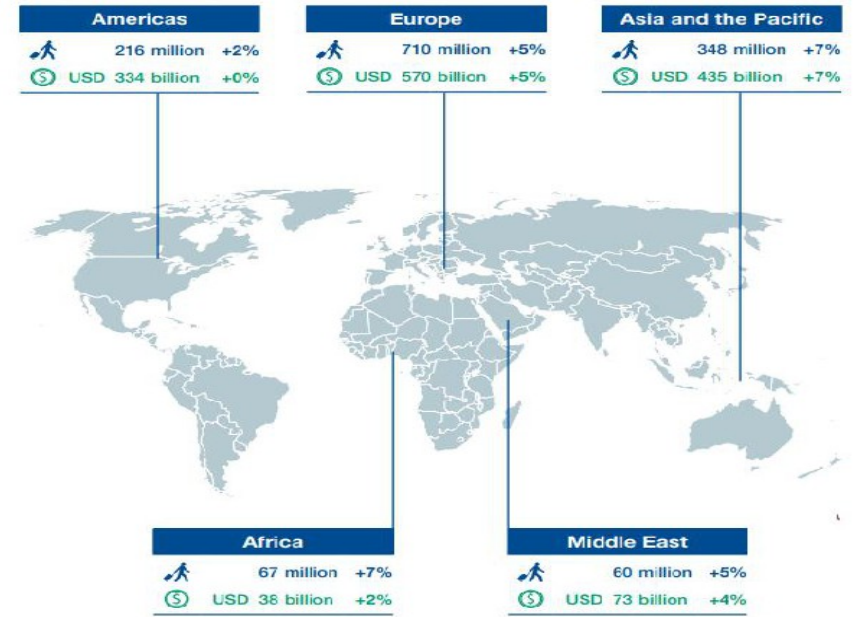 Americas
216 million +2%
USD 334 billion +0%
Europe
710 million +5%
USD 570 billion +5%
Asia and the Pacific
348 million +7%
USD 435 billion +7%
Africa
67 million +7%
USD 38 billion +2%
Middle East
60 million +5%
USD 73 billion +4%